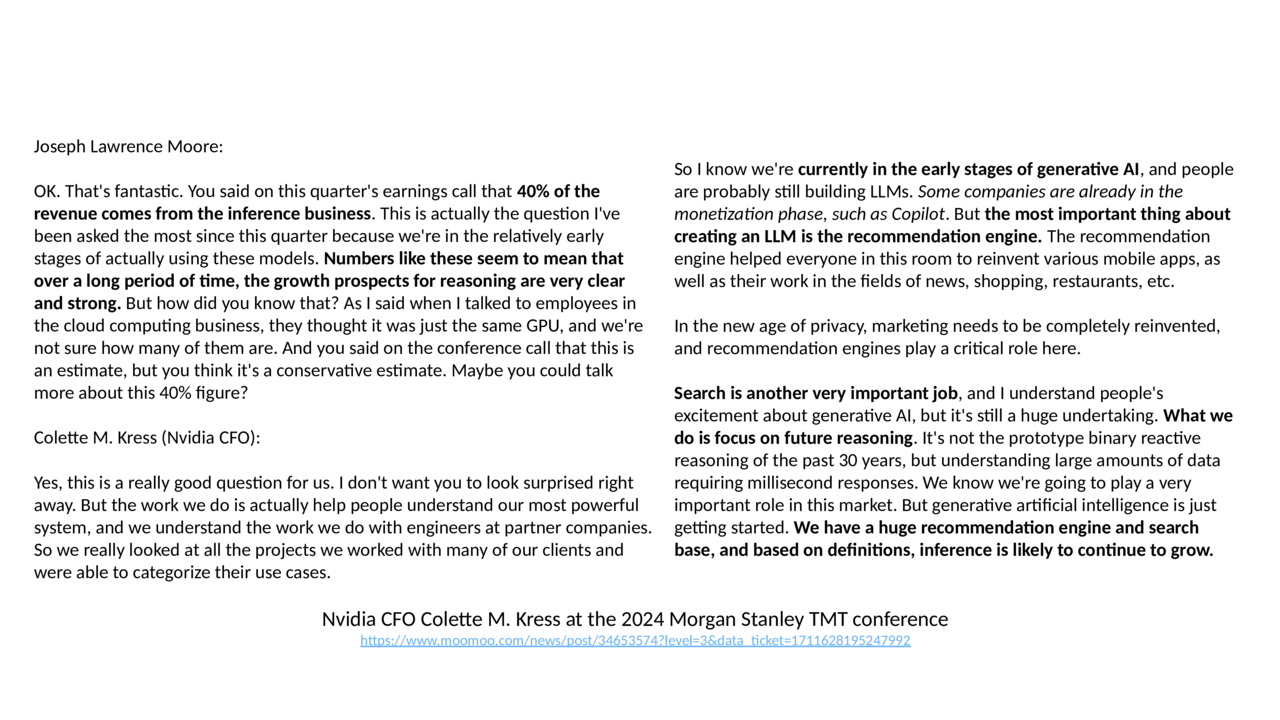 Joseph Lawrence Moore:
OK. That's fantastic. You said on this quarter's earnings call that 40% of the
revenue comes from the inference business. This is actually the question I've
been asked the most since this quarter because we're in the relatively early
stages of actually using these models. Numbers like these seem to mean that
over a long period of time, the growth prospects for reasoning are very clear
and strong. But how did you know that? As I said when I talked to employees in
the cloud computing business, they thought it was just the same GPU, and we're
not sure how many of them are. And you said on the conference call that this is
an estimate, but you think it's a conservative estimate. Maybe you could talk
more about this 40% figure?
Colette M. Kress (Nvidia CFO):
Yes, this is a really good question for us. I don't want you to look surprised right
away. But the work we do is actually help people understand our most powerful
system, and we understand the work we do with engineers at partner companies.
So we really looked at all the projects we worked with many of our clients and
were able to categorize their use cases.
So I know we're currently in the early stages of generative AI, and people
are probably still building LLMs. Some companies are already in the
monetization phase, such as Copilot. But the most important thing about
creating an LLM is the recommendation engine. The recommendation
engine helped everyone in this room to reinvent various mobile apps, as
well as their work in the fields of news, shopping, restaurants, etc.
In the new age of privacy, marketing needs to be completely reinvented,
and recommendation engines play a critical role here.
Search is another very important job, and I understand people's
excitement about generative AI, but it's still a huge undertaking. What we
do is focus on future reasoning. It's not the prototype binary reactive
reasoning of the past 30 years, but understanding large amounts of data
requiring millisecond responses. We know we're going to play a very
important role in this market. But generative artificial intelligence is just
getting started. We have a huge recommendation engine and search
base, and based on definitions, inference is likely to continue to grow.
Nvidia CFO Colette M. Kress at the 2024 Morgan Stanley TMT conference
https://www.moomoo.com/news/post/34653574?level=3&data_ticket=1711628195247992